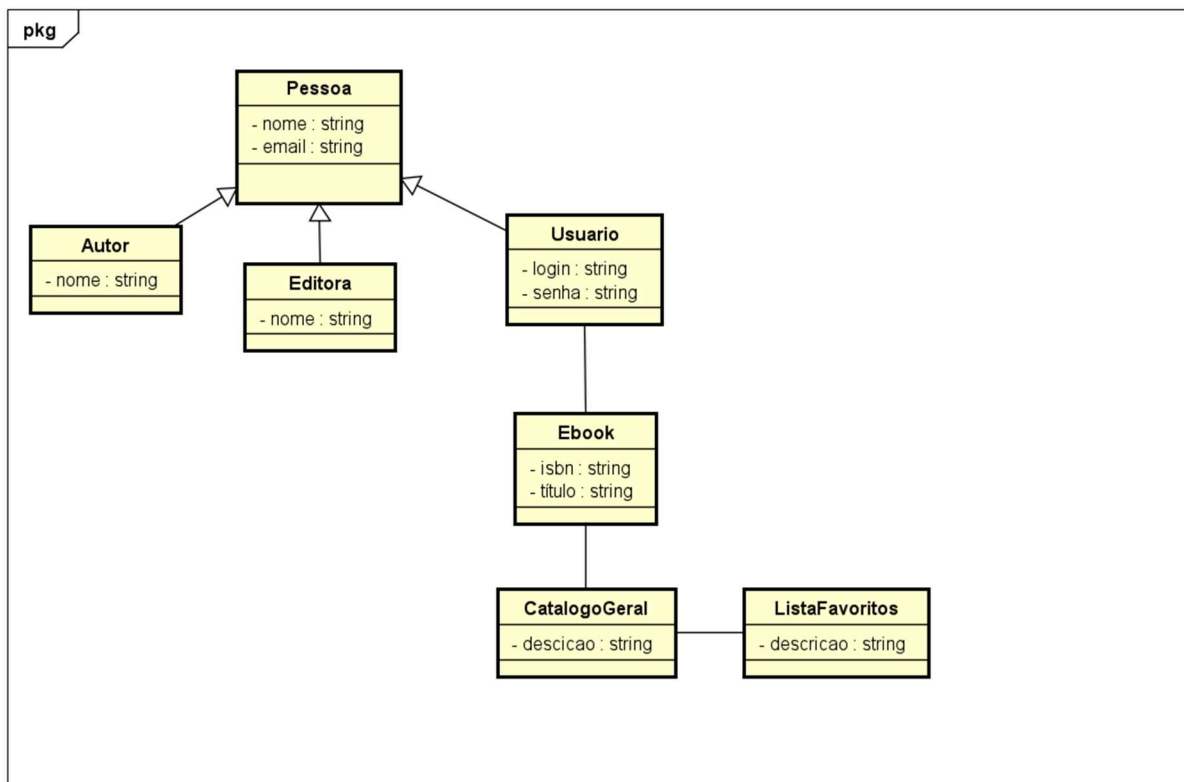 pkg
Pessoa
- nome : string
- email : string
Autor
- nome : string
Editora
- nome : string
Usuario
- login : string
- senha : string
Ebook
- isbn : string
- título : string
CatalogoGeral
- descicao : string
ListaFavoritos
- descricao : string